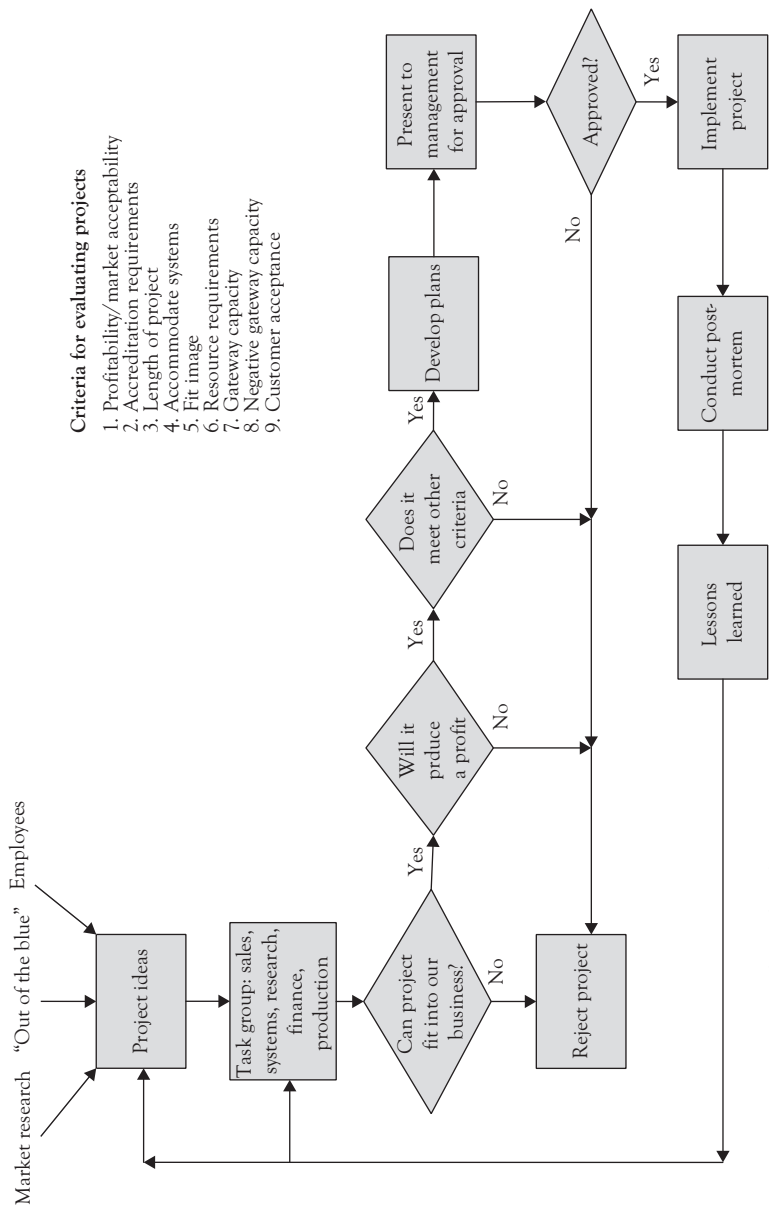 Market research
“Out of the blue”
Employees
Project ideas
Task group: sales,
systems, research,
finance,
production
Can project
fit into our
business?
Yes
No
Reject project
Will it
prduce
a profit
Yes
No
Does it
meet other
criteria
Yes
No
Develop plans
Present to
management
for approval
Approved?
No
Yes
Implement
project
Conduct post-
mortem
Lessons
learned
Criteria for evaluating projects
1. Profitability/market acceptability
2. Accreditation requirements
3. Length of project
4. Accommodate systems
5. Fit image
6. Resource requirements
7. Gateway capacity
8. Negative gateway capacity
9. Customer acceptance